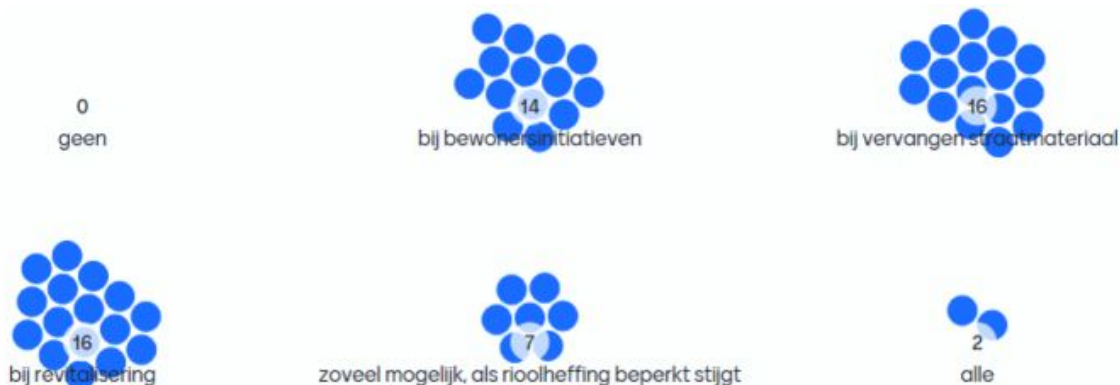 0
geen
14
bij bewonersinitiatieven
16
bij vervangen straatmateriaal
16
bij revitalisering
7
zoveel mogelijk, als rioolheffing beperkt stijgt
2
alle